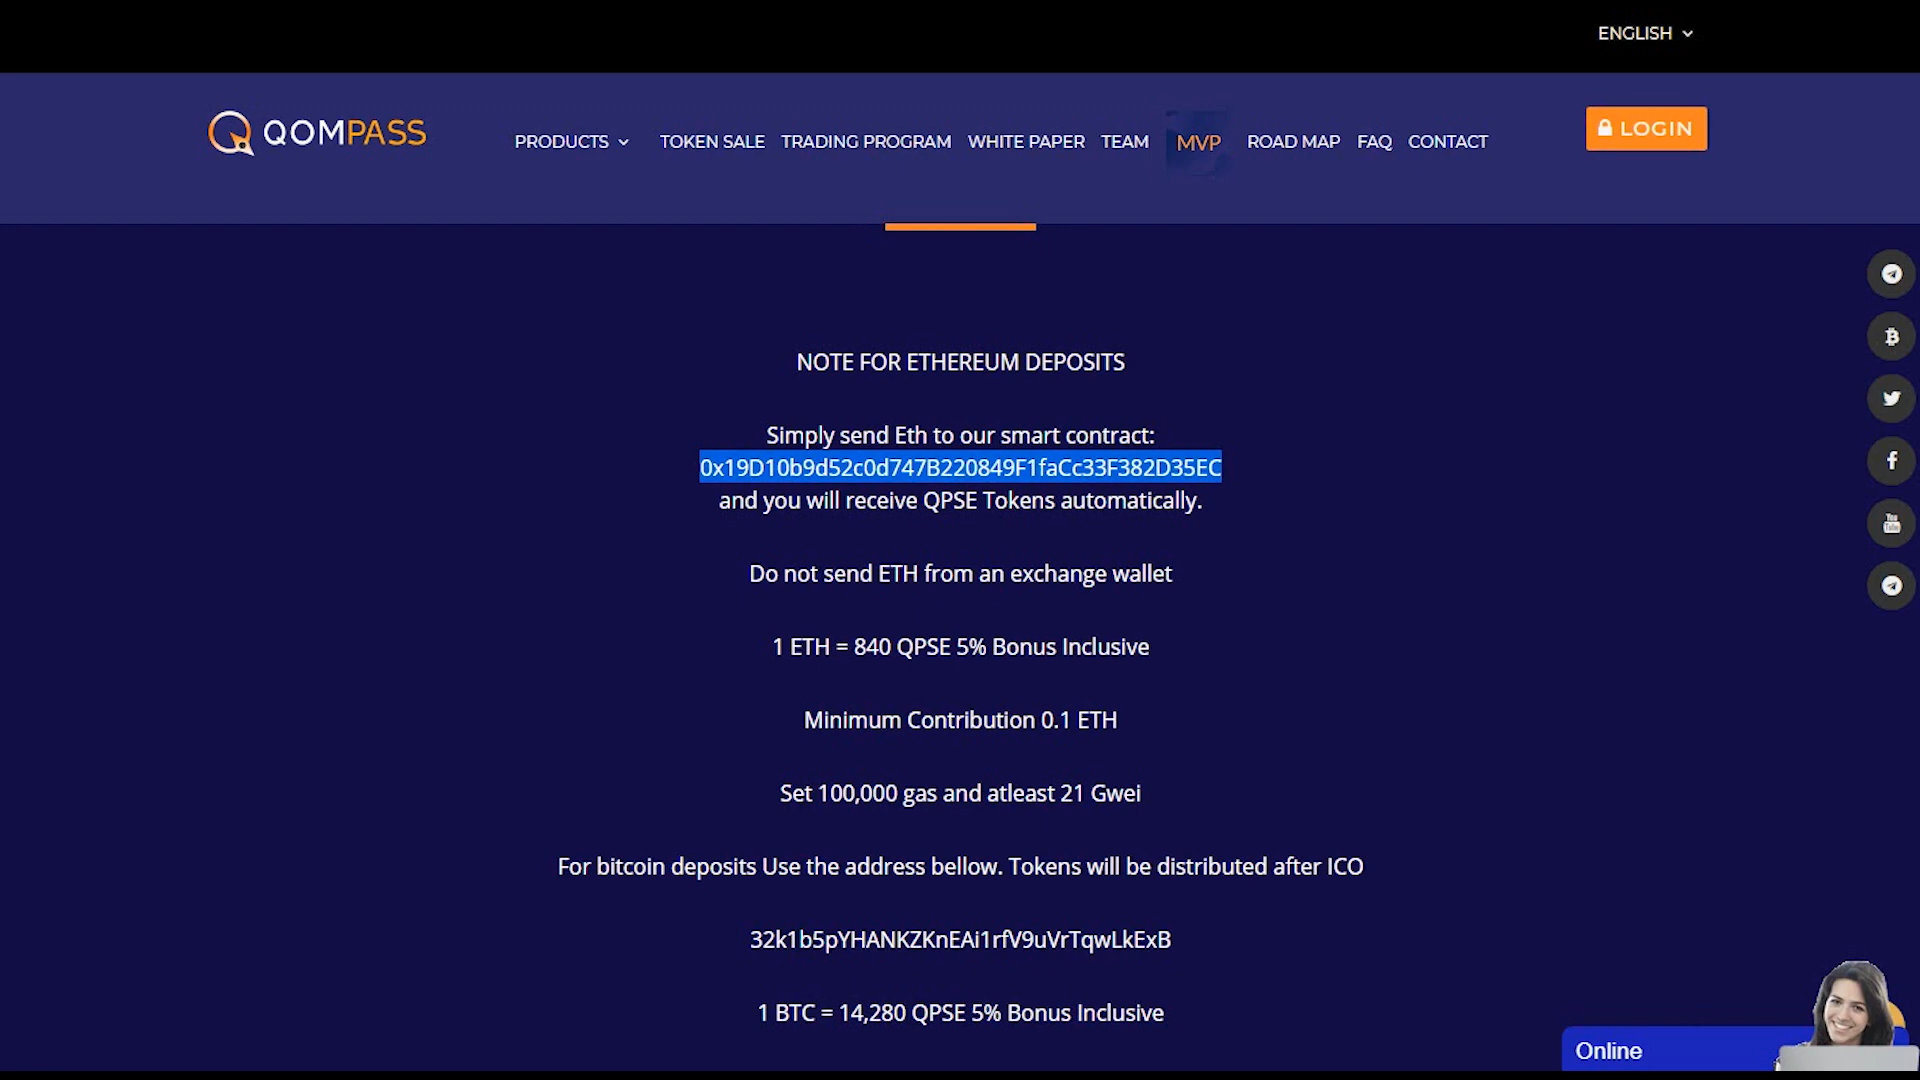 ENGLISH
QOMPASS
PRODUCTS TOKEN SALE TRADING PROGRAM WHITE PAPER TEAM MVP ROAD MAP FAQ CONTACT
LOGIN
NOTE FOR ETHEREUM DEPOSITS
Simply send Eth to our smart contract:
0x19D10b9d52c0d747B220849F1faCc33F382D35EC
and you will receive QPSE Tokens automatically.
Do not send ETH from an exchange wallet
1 ETH = 840 QPSE 5% Bonus Inclusive
Minimum Contribution 0.1 ETH
Set 100,000 gas and atleast 21 Gwei
For bitcoin deposits Use the address bellow. Tokens will be distributed after ICO
32k1b5pYHANKZKnEAi1rfV9uVrTqwLkExB
1 BTC = 14,280 QPSE 5% Bonus Inclusive
Online